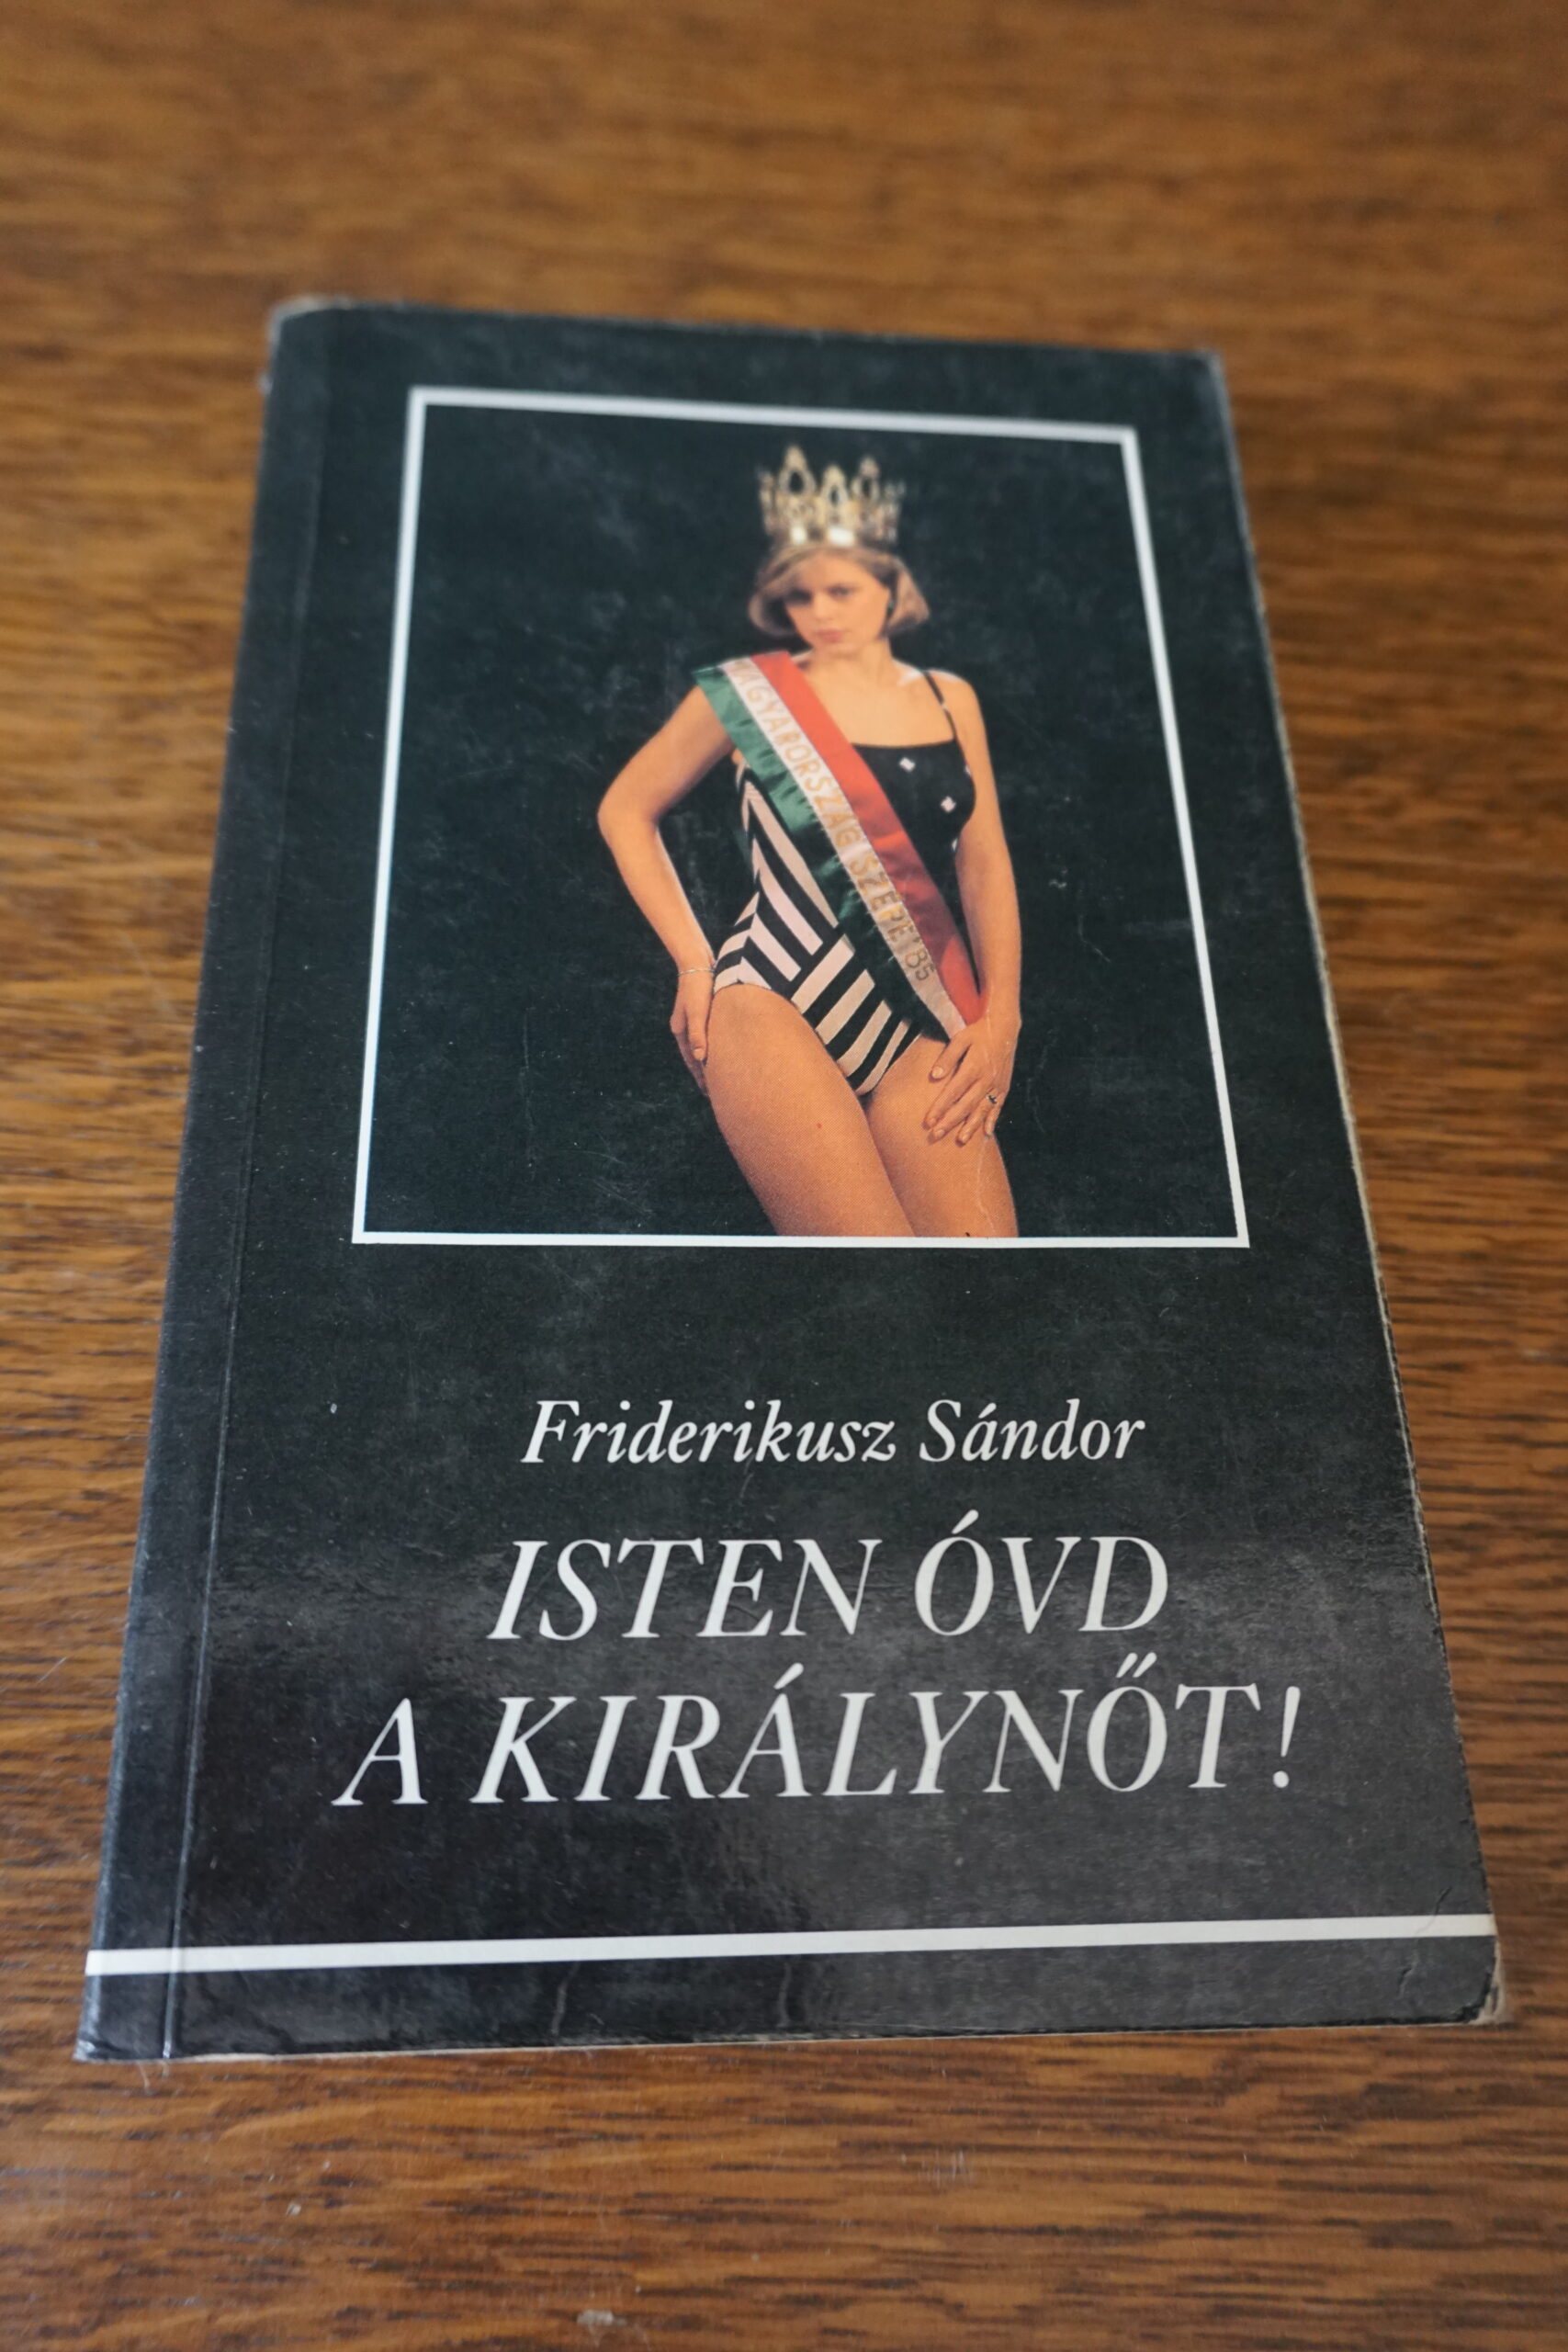 MAGYARORSZÁG SZÉPE '85
Friderikusz Sándor
ISTEN ÓVD
A KIRÁLYNŐT!